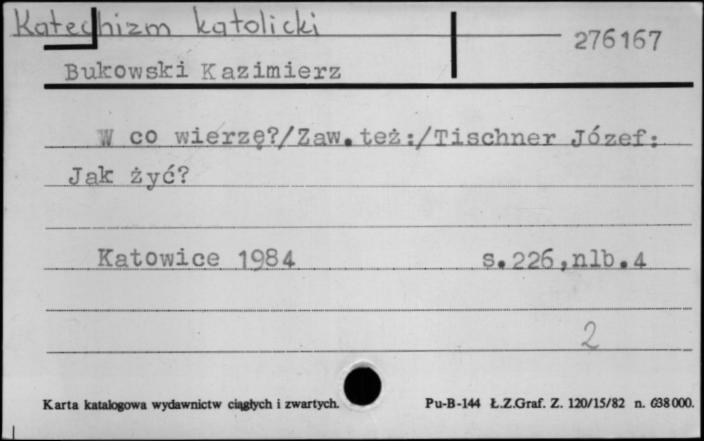 Katechizm katolicki
276167
Bukowski Kazimierz
W co wierzę?/Zaw.też:/Tischner Józef:
Jak żyć?
Katowice 1984 s.226,nlb.4
2
Karta katalogowa wydawnictw ciągłych i zwartych. Pu-B-144 Ł.Z.Graf. Z. 120/15/82 n. 638000.